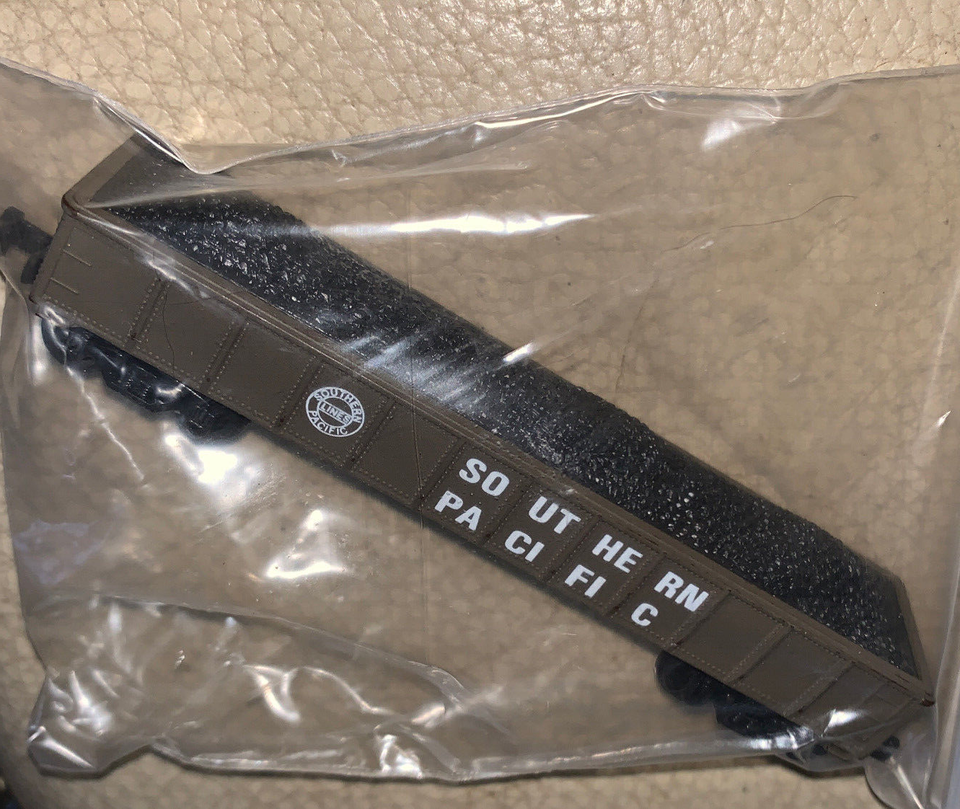 SOUTHERN
LINES
PACIFIC
SO UT HE RN
PA CI FI C